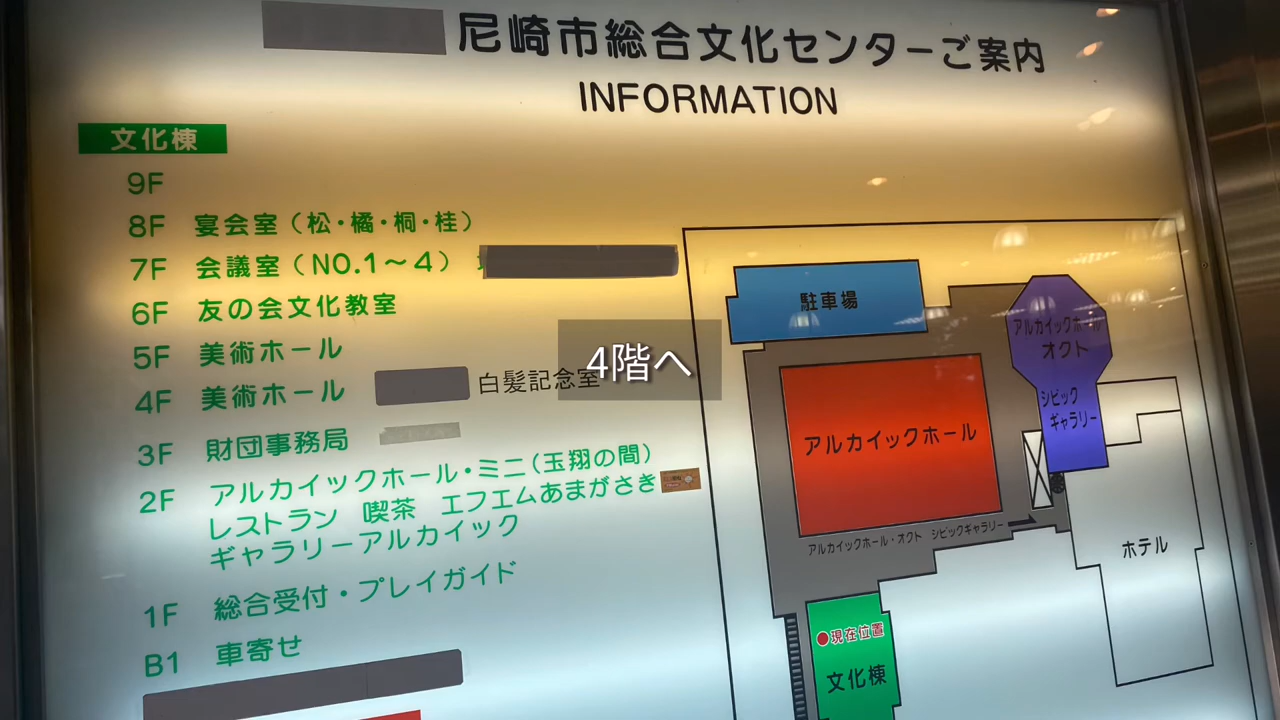 尼崎市総合文化センターご案内
INFORMATION
文化棟
9F
8F 宴会室（松・橘・桐・桂）
7F 会議室（NO.1～4）
6F 友の会文化教室
5F 美術ホール
4F 美術ホール 白髪記念室
4階へ
3F 財団事務局
2F アルカイックホール・ミニ（玉翔の間）
レストラン 喫茶 エフエムあまがさき
ギャラリーアルカイック
1F 総合受付・プレイガイド
B1 車寄せ
駐車場
アルカイックホール
オクト
シビック
ギャラリー
アルカイックホール
アルカイックホール・オクト シビックギャラリー
ホテル
現在位置
文化棟